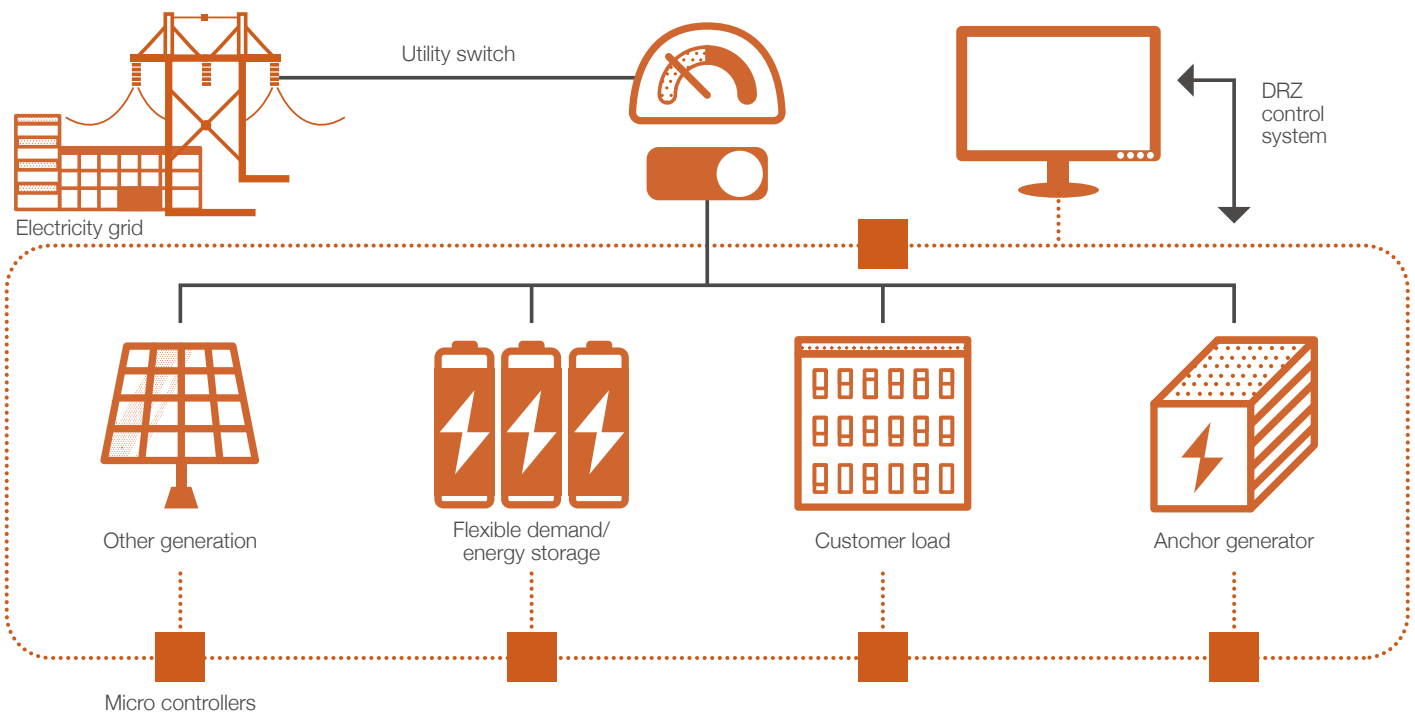 Utility switch
DRZ
control
system
Electricity grid
Other generation
Flexible demand/
energy storage
Customer load
Anchor generator
Micro controllers